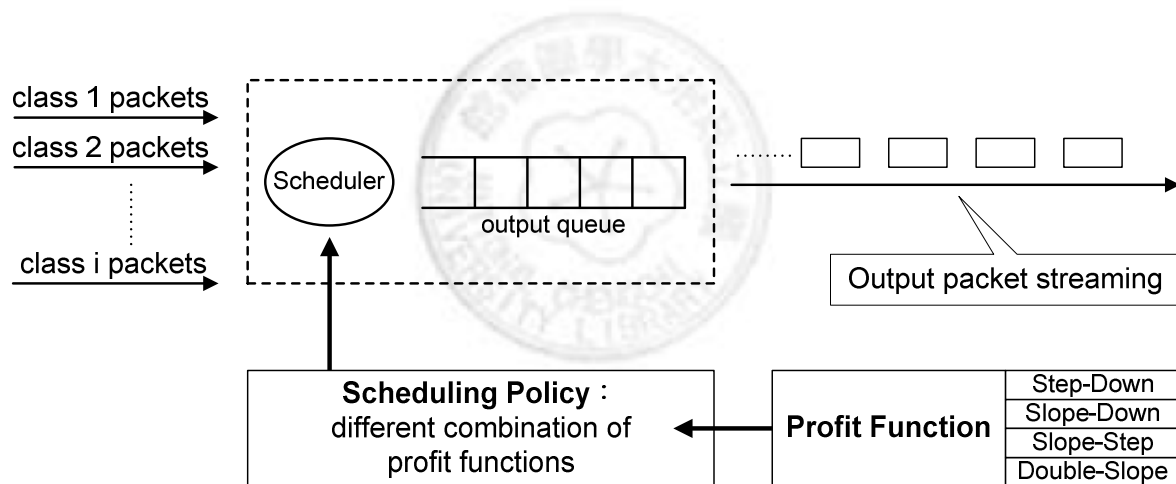 class 1 packets
class 2 packets
class i packets
Scheduler
output queue
Output packet streaming
Scheduling Policy：
different combination of
profit functions
Profit Function
Step-Down
Slope-Down
Slope-Step
Double-Slope